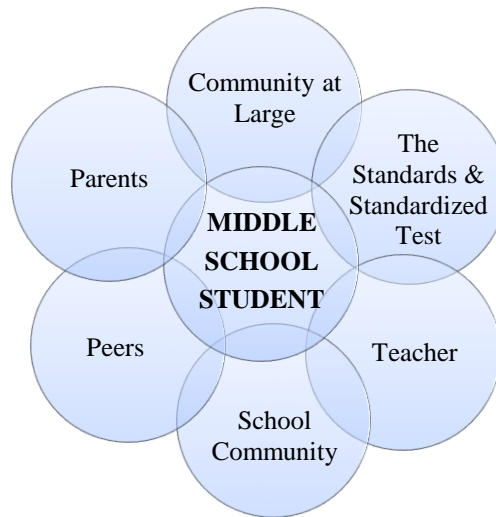 Community at
Large
The
Standards &
Standardized
Test
Parents
MIDDLE
SCHOOL
STUDENT
Peers
Teacher
School
Community